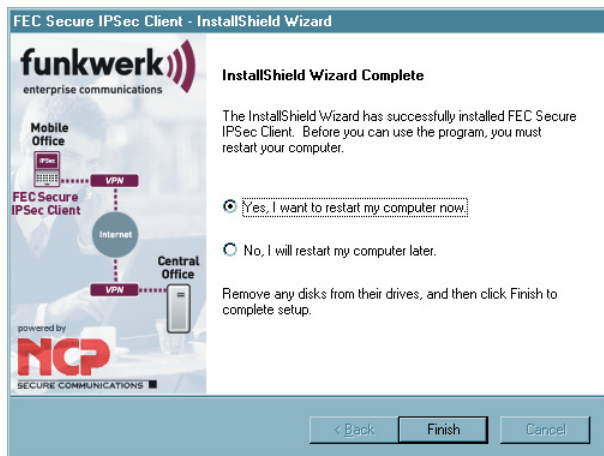 FEC Secure IPSec Client - InstallShield Wizard
funkwerk
enterprise communications
Mobile
Office
IPSec
VPN
FEC Secure
IPSec Client
Internet
Central
Office
VPN
powered by
NCP
SECURE COMMUNICATIONS
InstallShield Wizard Complete
The InstallShield Wizard has successfully installed FEC Secure
IPSec Client. Before you can use the program, you must
restart your computer.
Yes, I want to restart my computer now.
No, I will restart my computer later.
Remove any disks from their drives, and then click Finish to
complete setup.
< Back
Finish
Cancel